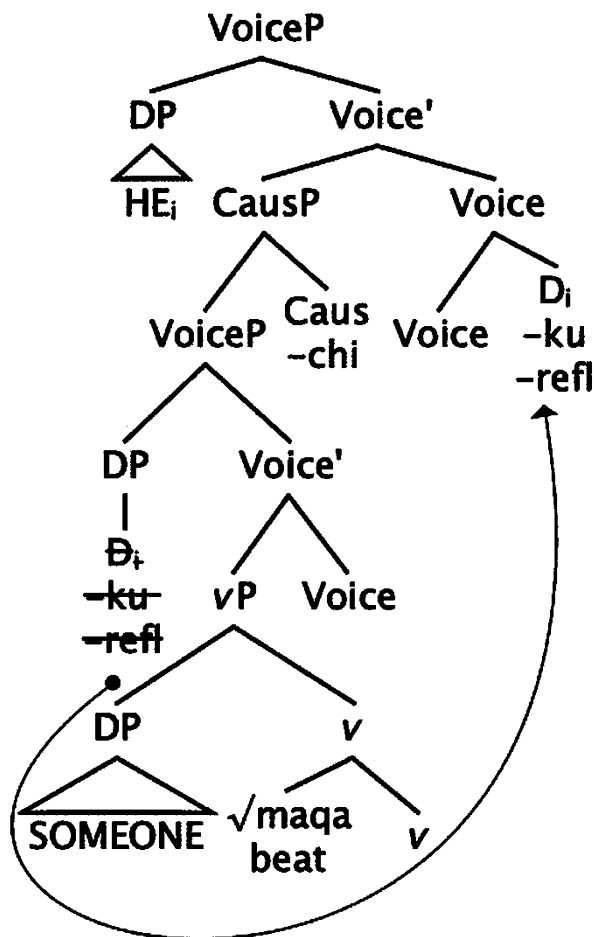 VoiceP
DP Voice'
HEᵢ CausP Voice
VoiceP Caus Voice Dᵢ
-chi -ku
-refl
DP Voice'
Dᵢ
-ku vP Voice
-refl
DP v
SOMEONE √maqa v
beat